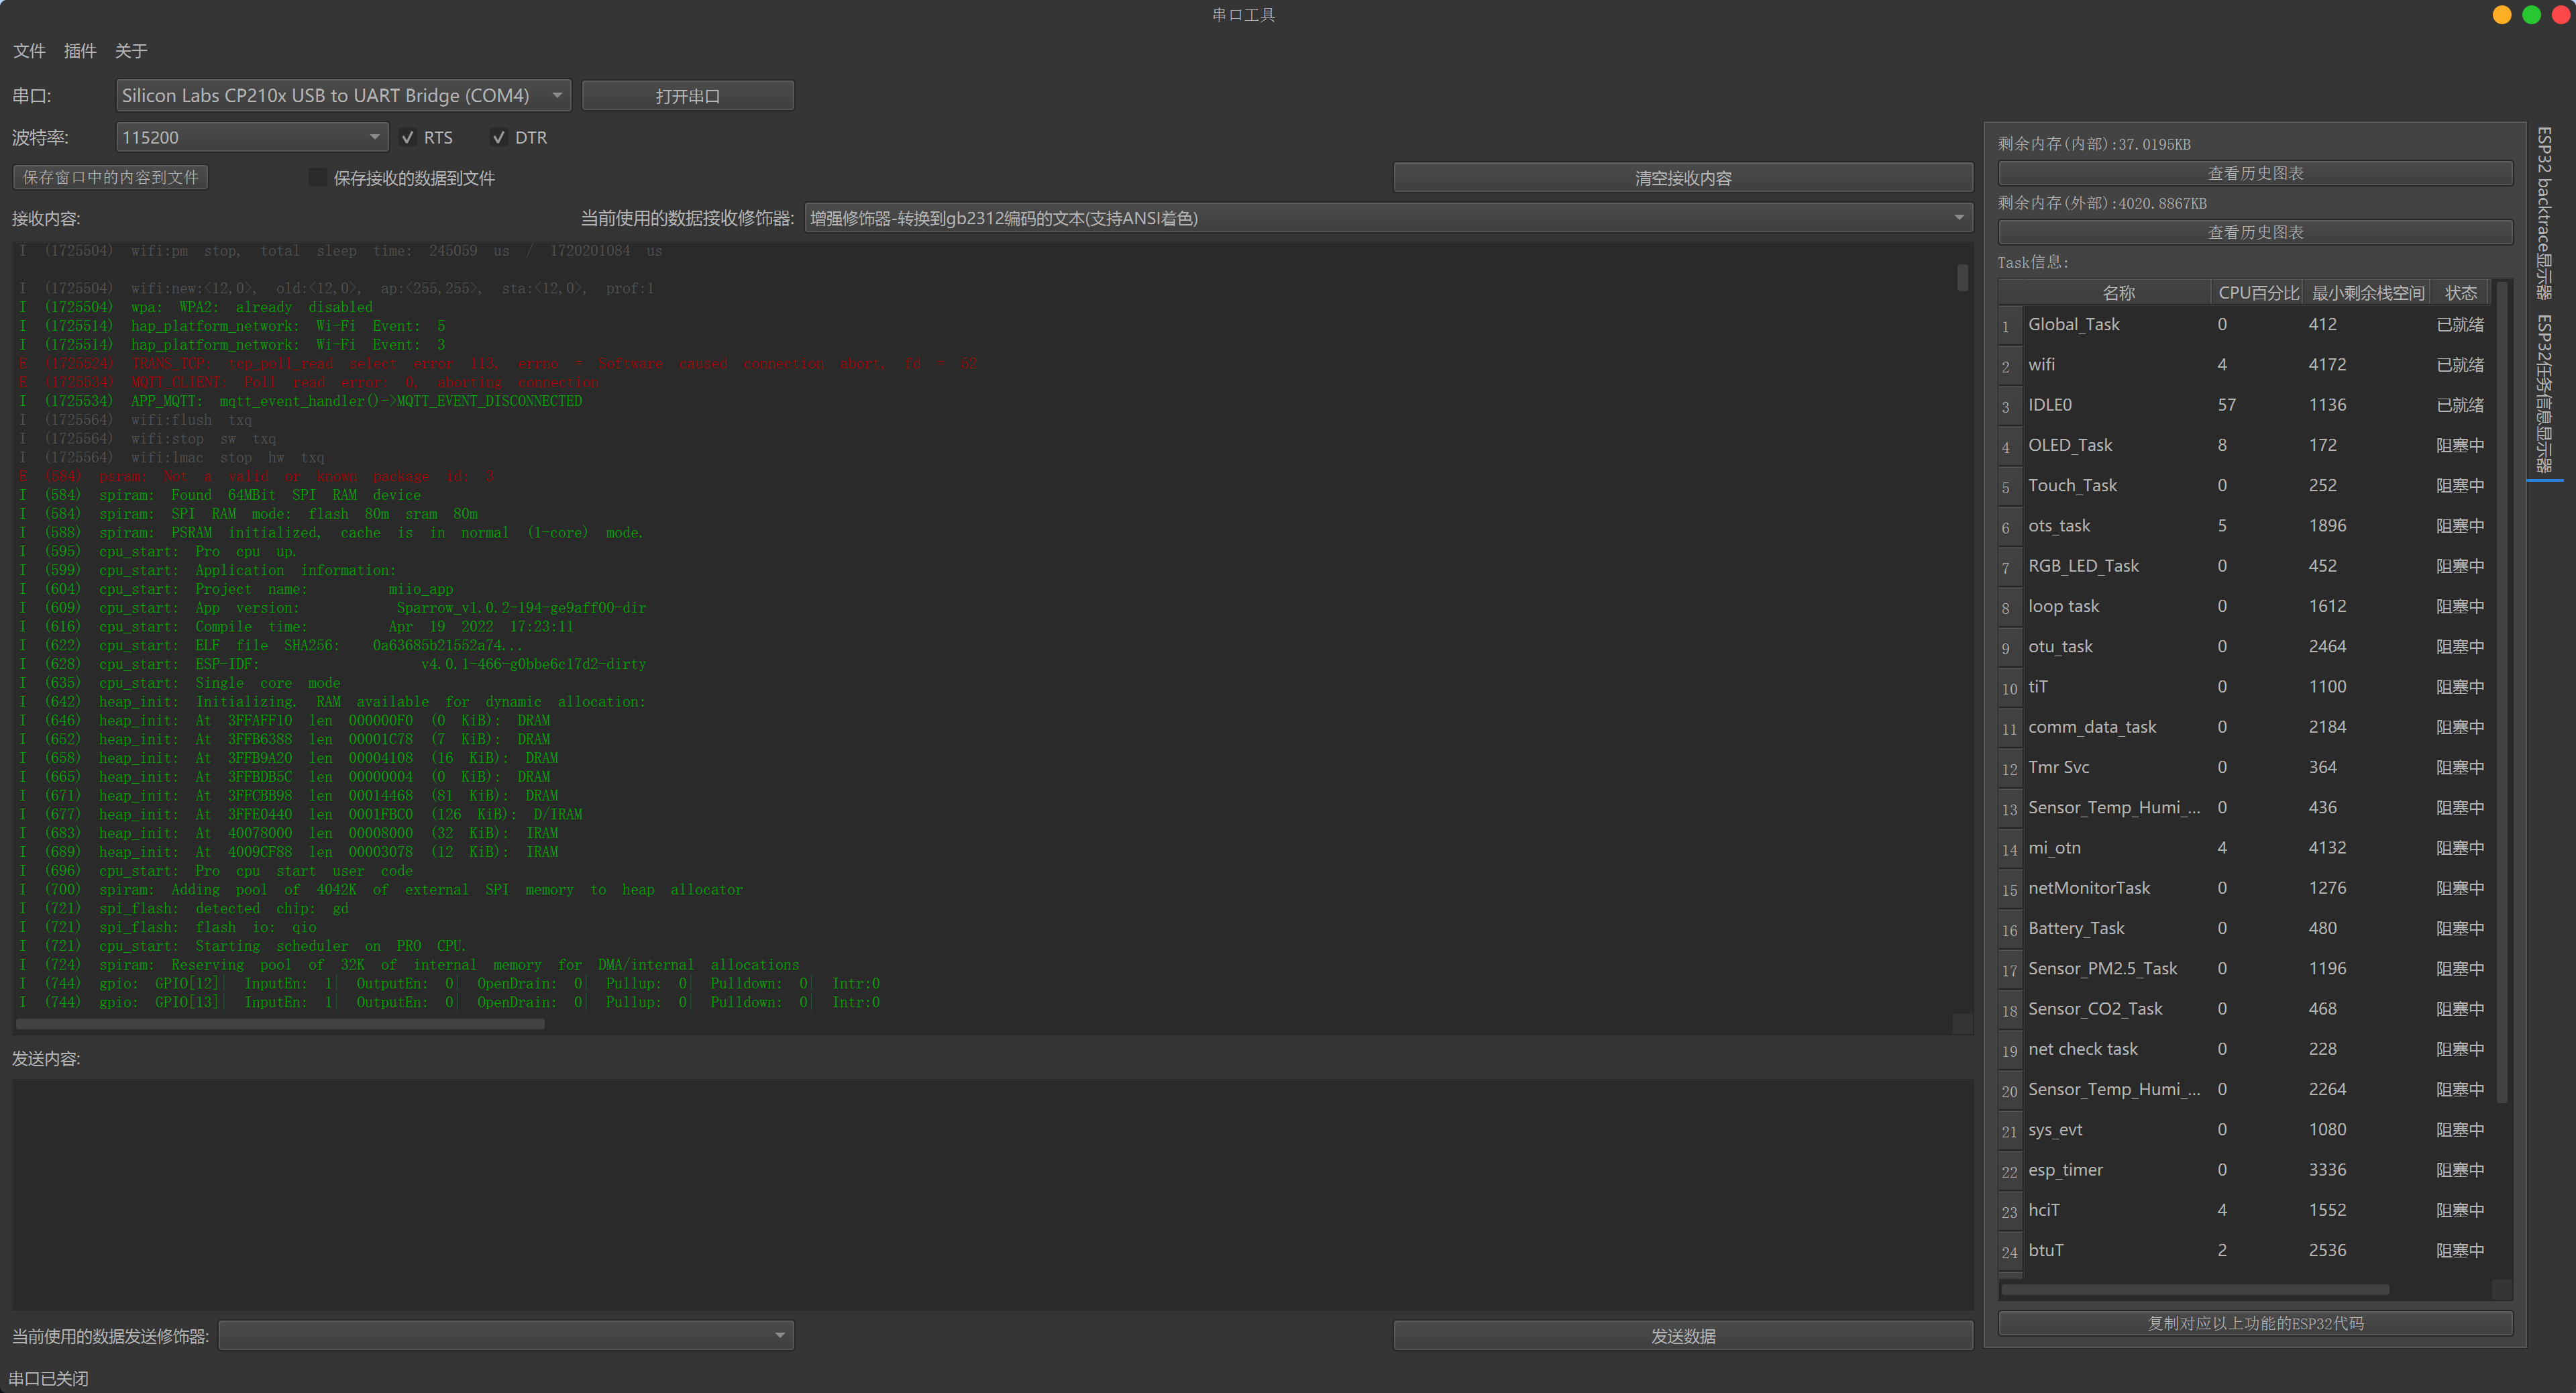 串口工具
文件 插件 关于
串口: Silicon Labs CP210x USB to UART Bridge (COM4) 打开串口
波特率: 115200 RTS DTR
保存窗口中的内容到文件 保存接收的数据到文件 清空接收内容
接收内容: 当前使用的数据接收修饰器: 增强修饰器-转换到gb2312编码的文本(支持ANSI着色)
I (1725504) wifi:pm stop, total sleep time: 245059 us / 1720201084 us
I (1725504) wifi:new:<12,0>, old:<12,0>, ap:<255,255>, sta:<12,0>, prof:1
I (1725504) wpa: WPA2: already disabled
I (1725514) hap_platform_network: Wi-Fi Event: 5
I (1725514) hap_platform_network: Wi-Fi Event: 3
E (1725524) TRANS_TCP: tcp_poll_read select error 113, errno = Software caused connection abort, fd = 52
E (1725534) MQTT_CLIENT: Poll read error: 0, aborting connection
I (1725534) APP_MQTT: mqtt_event_handler()->MQTT_EVENT_DISCONNECTED
I (1725564) wifi:flush txq
I (1725564) wifi:stop sw txq
I (1725564) wifi:lmac stop hw txq
E (584) psram: Not a valid or known package id: 3
I (584) spiram: Found 64MBit SPI RAM device
I (584) spiram: SPI RAM mode: flash 80m sram 80m
I (588) spiram: PSRAM initialized, cache is in normal (1-core) mode.
I (595) cpu_start: Pro cpu up.
I (599) cpu_start: Application information:
I (604) cpu_start: Project name: miio_app
I (609) cpu_start: App version: Sparrow_v1.0.2-194-ge9aff00-dir
I (616) cpu_start: Compile time: Apr 19 2022 17:23:11
I (622) cpu_start: ELF file SHA256: 0a63685b21552a74...
I (628) cpu_start: ESP-IDF: v4.0.1-466-g0bbe6c17d2-dirty
I (635) cpu_start: Single core mode
I (642) heap_init: Initializing. RAM available for dynamic allocation:
I (646) heap_init: At 3FFAFF10 len 000000F0 (0 KiB): DRAM
I (652) heap_init: At 3FFB6388 len 00001C78 (7 KiB): DRAM
I (658) heap_init: At 3FFB9A20 len 00004108 (16 KiB): DRAM
I (665) heap_init: At 3FFBDB5C len 00000004 (0 KiB): DRAM
I (671) heap_init: At 3FFCBB98 len 00014468 (81 KiB): DRAM
I (677) heap_init: At 3FFE0440 len 0001FBC0 (126 KiB): D/IRAM
I (683) heap_init: At 40078000 len 00008000 (32 KiB): IRAM
I (689) heap_init: At 4009CF88 len 00003078 (12 KiB): IRAM
I (696) cpu_start: Pro cpu start user code
I (700) spiram: Adding pool of 4042K of external SPI memory to heap allocator
I (721) spi_flash: detected chip: gd
I (721) spi_flash: flash io: qio
I (721) cpu_start: Starting scheduler on PRO CPU.
I (724) spiram: Reserving pool of 32K of internal memory for DMA/internal allocations
I (744) gpio: GPIO[12]| InputEn: 1| OutputEn: 0| OpenDrain: 0| Pullup: 0| Pulldown: 0| Intr:0
I (744) gpio: GPIO[13]| InputEn: 1| OutputEn: 0| OpenDrain: 0| Pullup: 0| Pulldown: 0| Intr:0
发送内容:
当前使用的数据发送修饰器: 发送数据
串口已关闭
剩余内存(内部):37.0195KB
查看历史图表
剩余内存(外部):4020.8867KB
查看历史图表
Task信息:
名称 CPU百分比 最小剩余栈空间 状态
1 Global_Task 0 412 已就绪
2 wifi 4 4172 已就绪
3 IDLE0 57 1136 已就绪
4 OLED_Task 8 172 阻塞中
5 Touch_Task 0 252 阻塞中
6 ots_task 5 1896 阻塞中
7 RGB_LED_Task 0 452 阻塞中
8 loop task 0 1612 阻塞中
9 otu_task 0 2464 阻塞中
10 tiT 0 1100 阻塞中
11 comm_data_task 0 2184 阻塞中
12 Tmr Svc 0 364 阻塞中
13 Sensor_Temp_Humi_... 0 436 阻塞中
14 mi_otn 4 4132 阻塞中
15 netMonitorTask 0 1276 阻塞中
16 Battery_Task 0 480 阻塞中
17 Sensor_PM2.5_Task 0 1196 阻塞中
18 Sensor_CO2_Task 0 468 阻塞中
19 net check task 0 228 阻塞中
20 Sensor_Temp_Humi_... 0 2264 阻塞中
21 sys_evt 0 1080 阻塞中
22 esp_timer 0 3336 阻塞中
23 hciT 4 1552 阻塞中
24 btuT 2 2536 阻塞中
复制对应以上功能的ESP32代码
ESP32 backtrace显示器
ESP32任务信息显示器